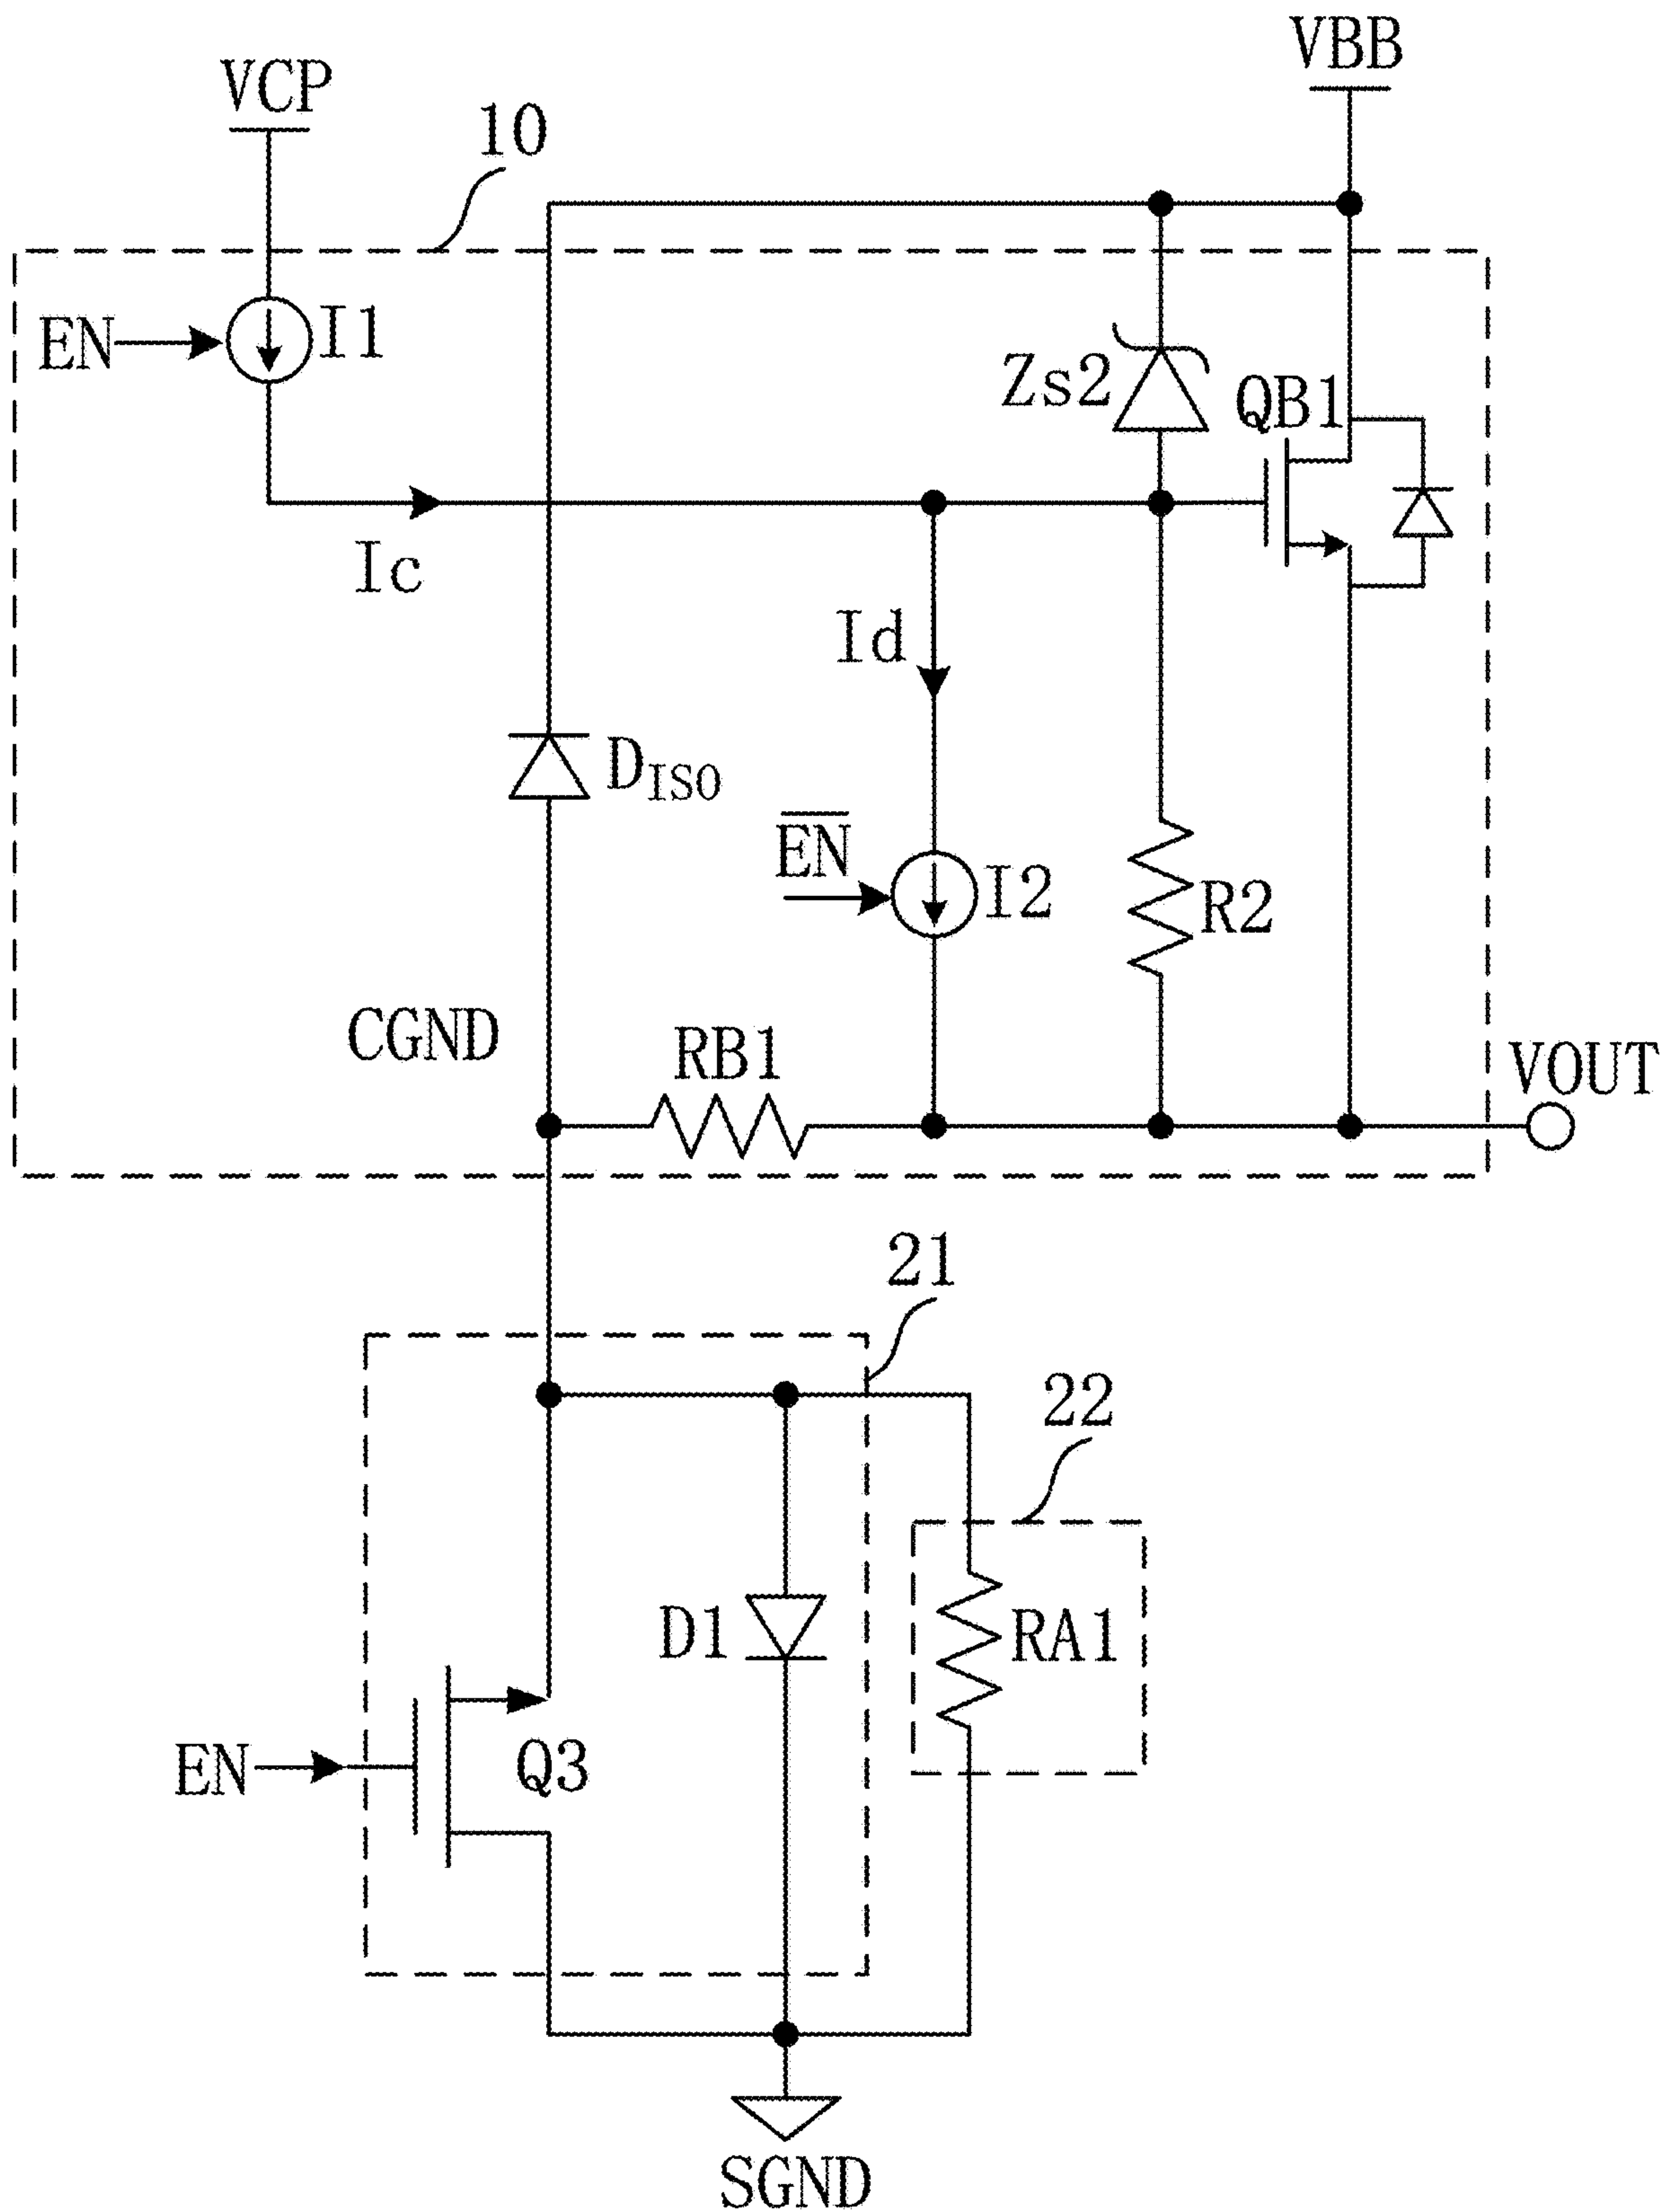 VBB
VCP
10
EN
I1
Zs2
QB1
Ic
Id
DISO
EN
I2
R2
CGND
RB1
VOUT
21
22
D1
RA1
EN
Q3
SGND